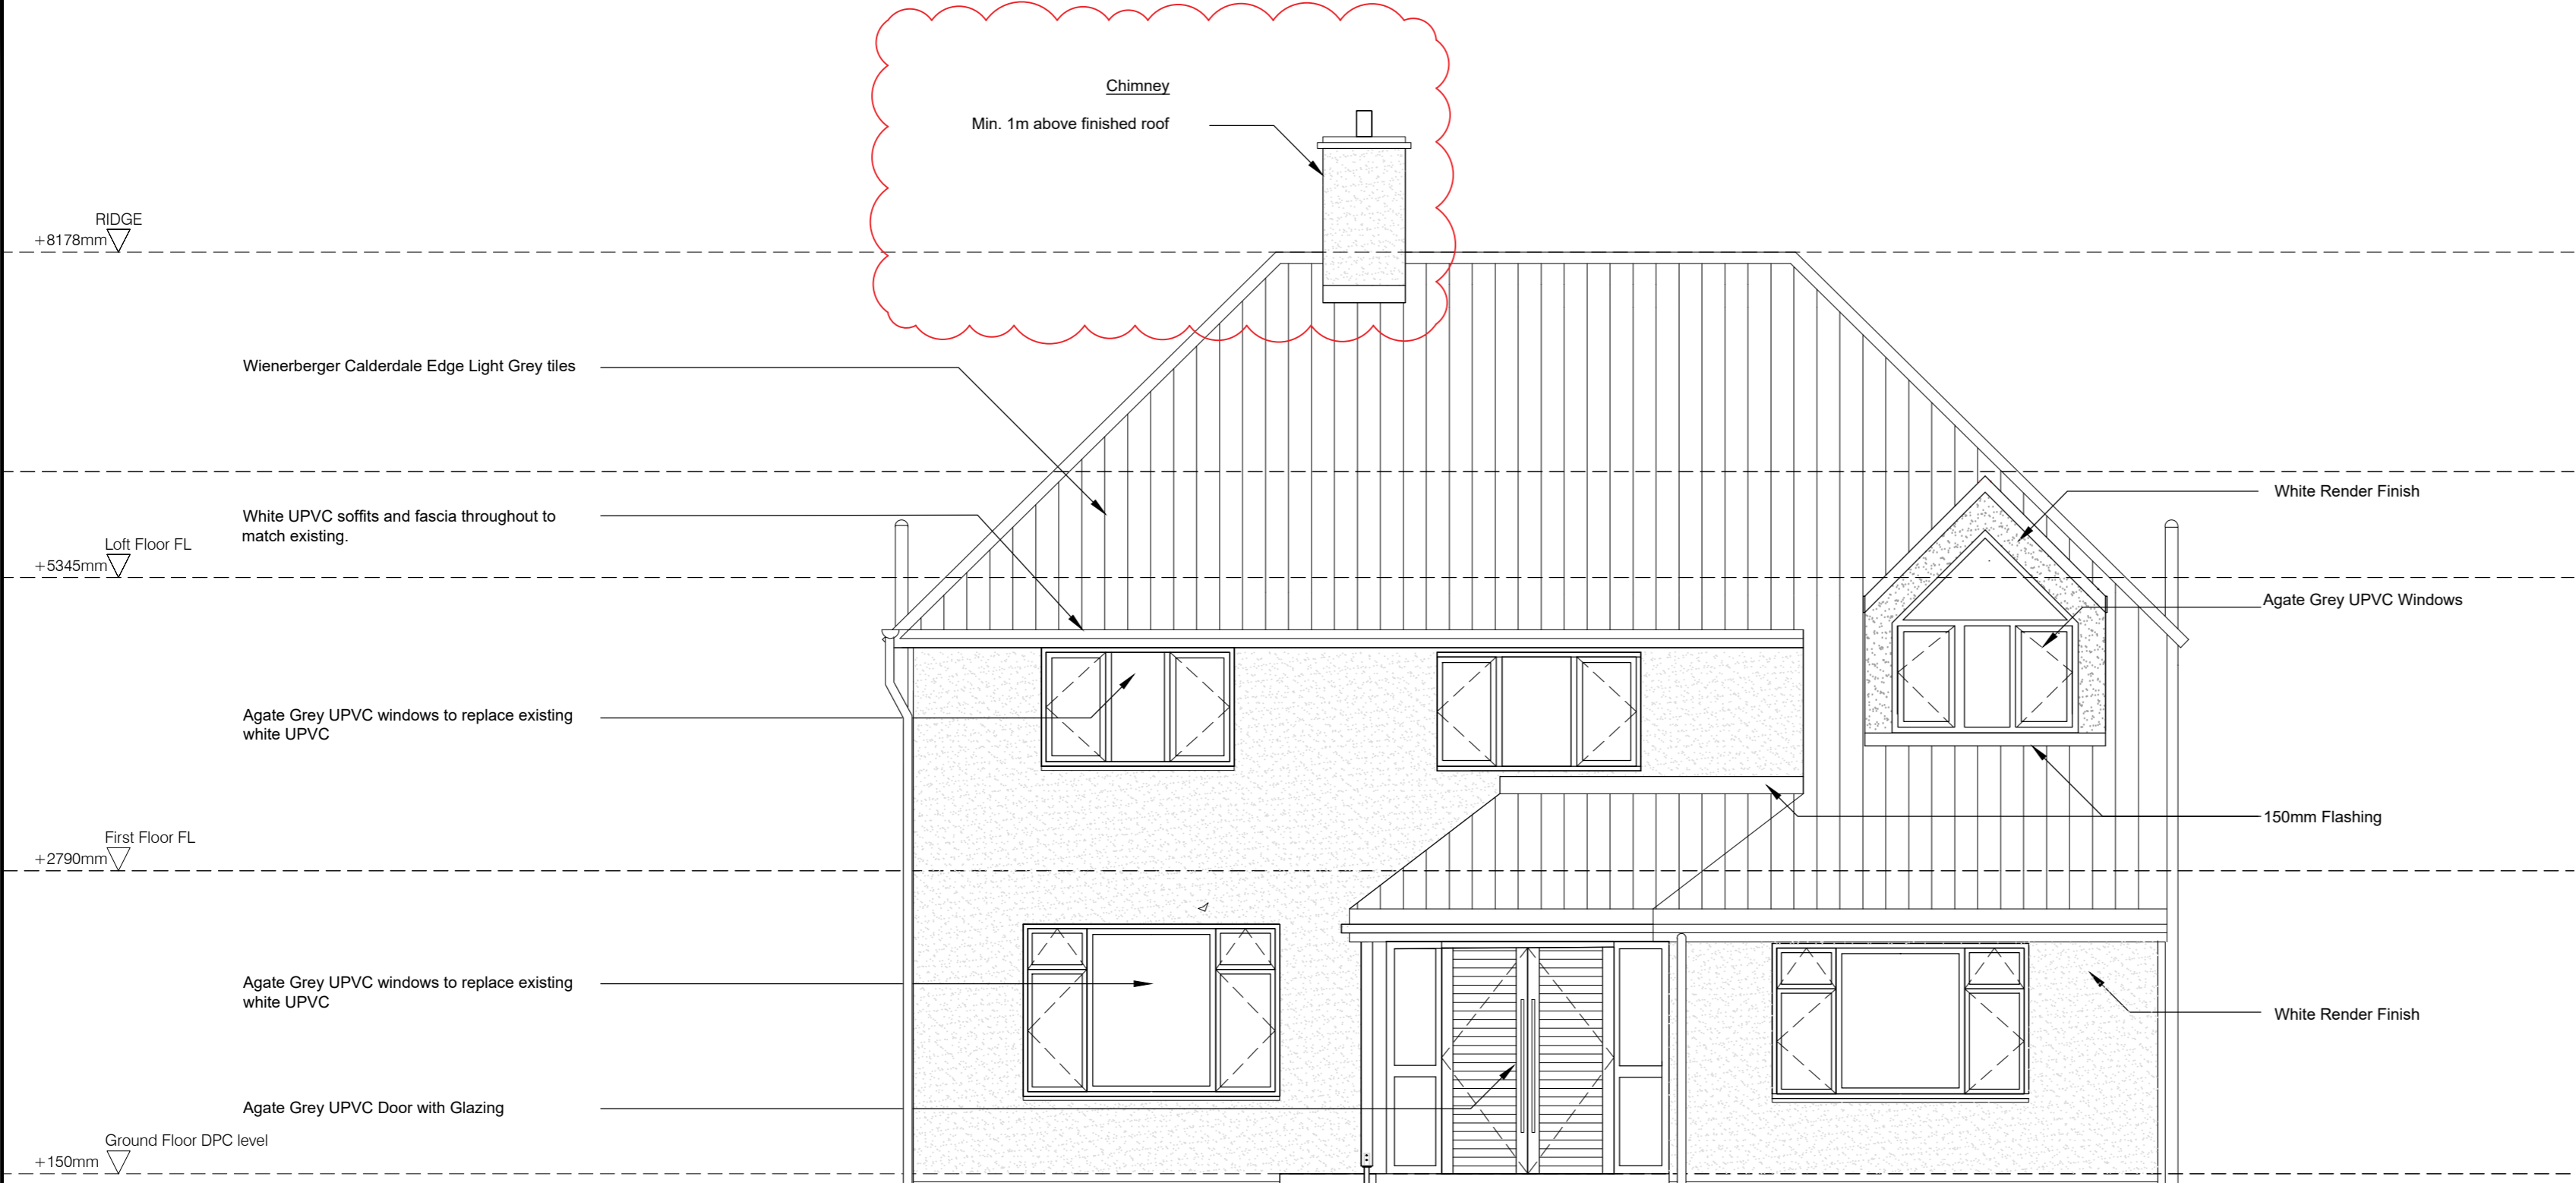 Chimney
Min. 1m above finished roof
RIDGE
+8178mm
Wienerberger Calderdale Edge Light Grey tiles
White Render Finish
White UPVC soffits and fascia throughout to
match existing.
Loft Floor FL
+5345mm
Agate Grey UPVC Windows
Agate Grey UPVC windows to replace existing
white UPVC
150mm Flashing
First Floor FL
+2790mm
Agate Grey UPVC windows to replace existing
white UPVC
White Render Finish
Agate Grey UPVC Door with Glazing
Ground Floor DPC level
+150mm